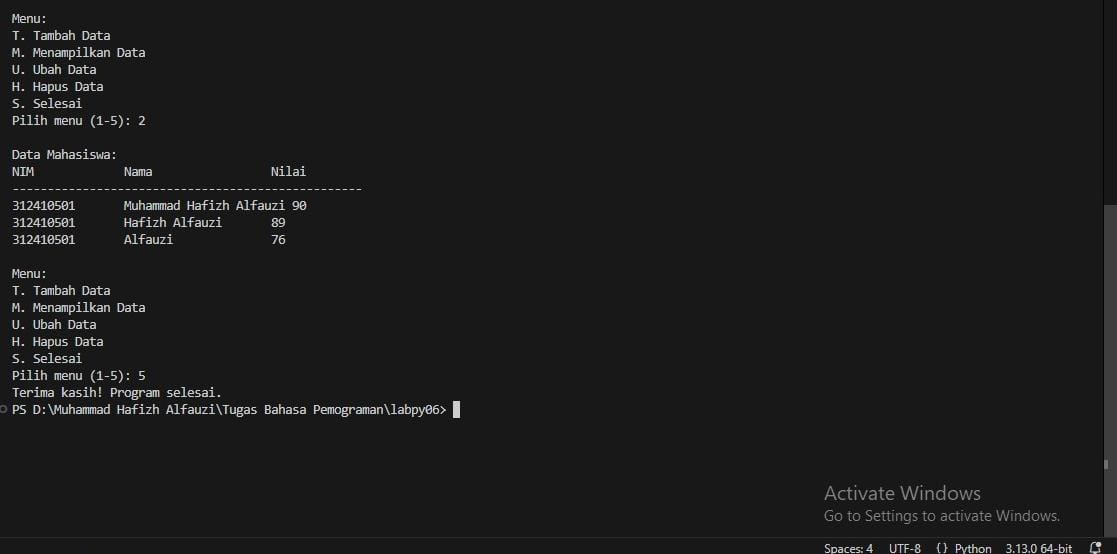 Menu:
T. Tambah Data
M. Menampilkan Data
U. Ubah Data
H. Hapus Data
S. Selesai
Pilih menu (1-5): 2
Data Mahasiswa:
NIM Nama Nilai
--------------------------------------------------
312410501 Muhammad Hafizh Alfauzi 90
312410501 Hafizh Alfauzi 89
312410501 Alfauzi 76
Menu:
T. Tambah Data
M. Menampilkan Data
U. Ubah Data
H. Hapus Data
S. Selesai
Pilih menu (1-5): 5
Terima kasih! Program selesai.
PS D:\Muhammad Hafizh Alfauzi\Tugas Bahasa Pemograman\labpy06>
Activate Windows
Go to Settings to activate Windows.
Spaces: 4 UTF-8 {} Python 3.13.0 64-bit